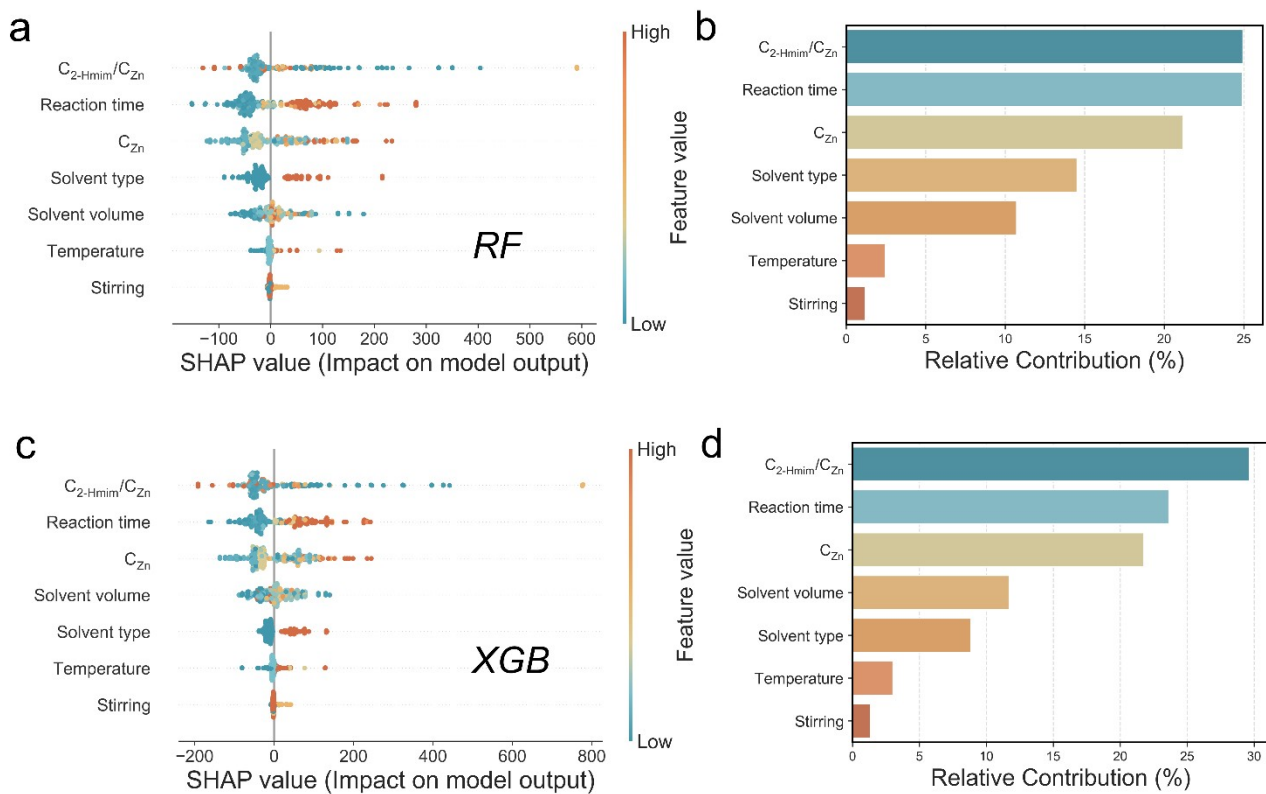 a
C2-Hmim/CZn
Reaction time
CZn
Solvent type
Solvent volume
Temperature
Stirring
RF
−100 0 100 200 300 400 500 600
SHAP value (Impact on model output)
High
Feature value
Low
b
C2-Hmim/CZn
Reaction time
CZn
Solvent type
Solvent volume
Temperature
Stirring
0 5 10 15 20 25
Relative Contribution (%)
c
C2-Hmim/CZn
Reaction time
CZn
Solvent volume
Solvent type
Temperature
Stirring
XGB
−200 0 200 400 600 800
SHAP value (Impact on model output)
High
Feature value
Low
d
C2-Hmim/CZn
Reaction time
CZn
Solvent volume
Solvent type
Temperature
Stirring
0 5 10 15 20 25 30
Relative Contribution (%)